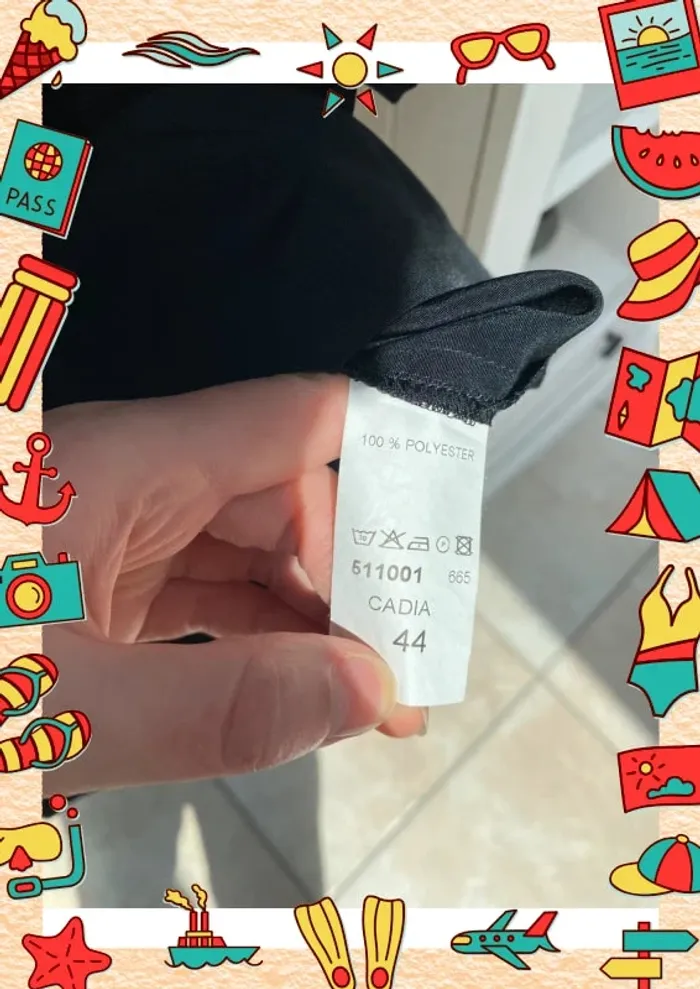 PASS
100 % POLYESTER
511001 665
CADIA
44